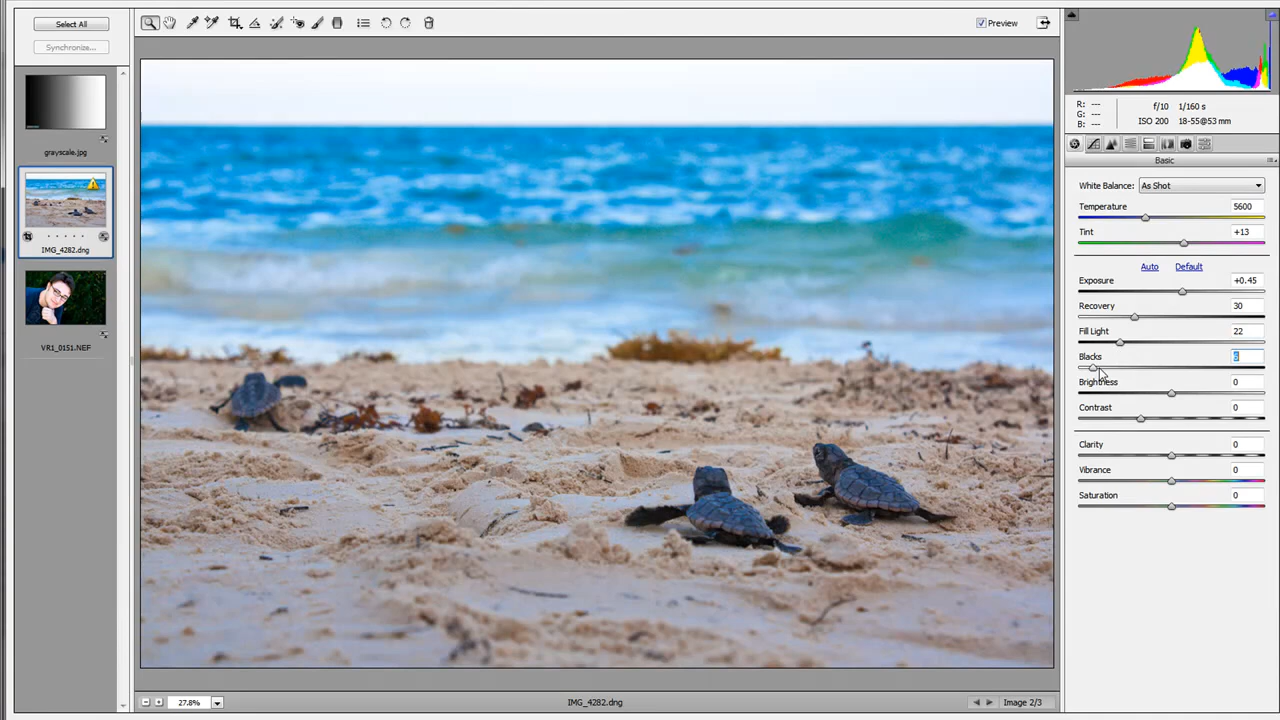 Select All
Synchronize...
grayscale.jpg
IMG_4282.dng
VR1_0151.NEF
Preview
27.8%
IMG_4282.dng
Image 2/3
R: ---
G: ---
B: ---
f/10 1/160 s
ISO 200 18-55@53 mm
Basic
White Balance: As Shot
Temperature 5600
Tint +13
Auto Default
Exposure +0.45
Recovery 30
Fill Light 22
Blacks 6
Brightness 0
Contrast 0
Clarity 0
Vibrance 0
Saturation 0